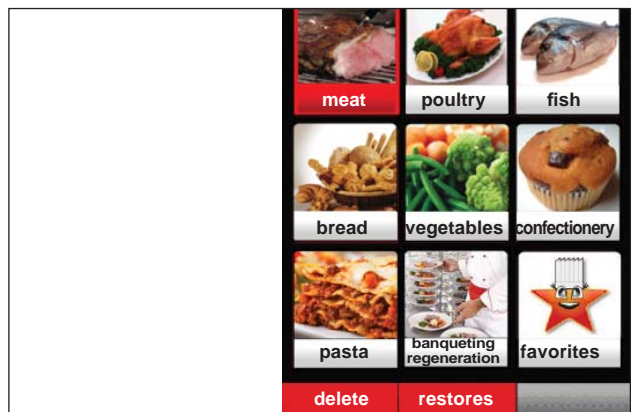 meat poultry fish
bread vegetables confectionery
pasta banqueting regeneration favorites
delete restores